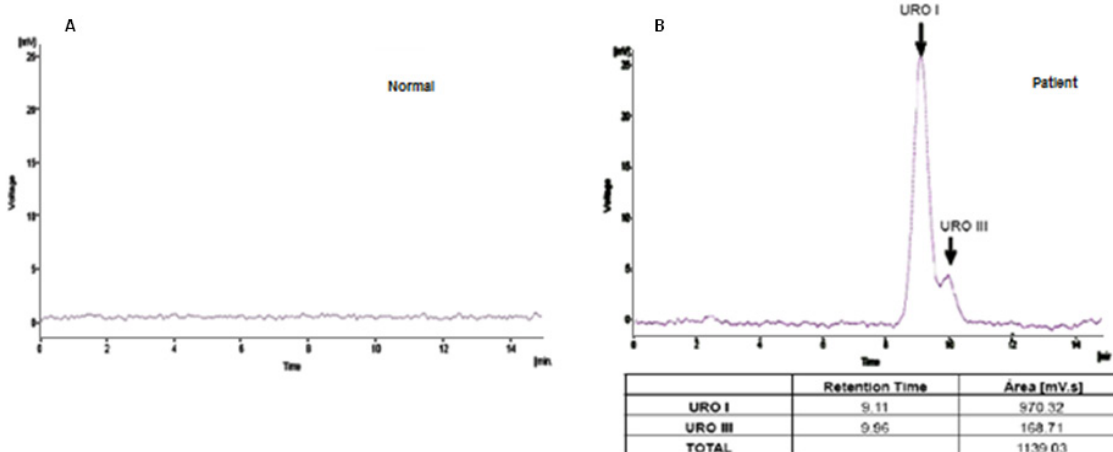 A
[mV]
25
Normal
20
15
Voltage
10
5
0
0 2 4 6 8 10 12 14
Time
[min.
B
URO I
[mV]
25
Patient
20
15
Voltage
10
URO III
5
0
0 2 4 6 8 10 12 14
Time
[min
Retention Time Área [mV.s]
URO I 9.11 970.32
URO III 9.96 168.71
TOTAL 1139.03